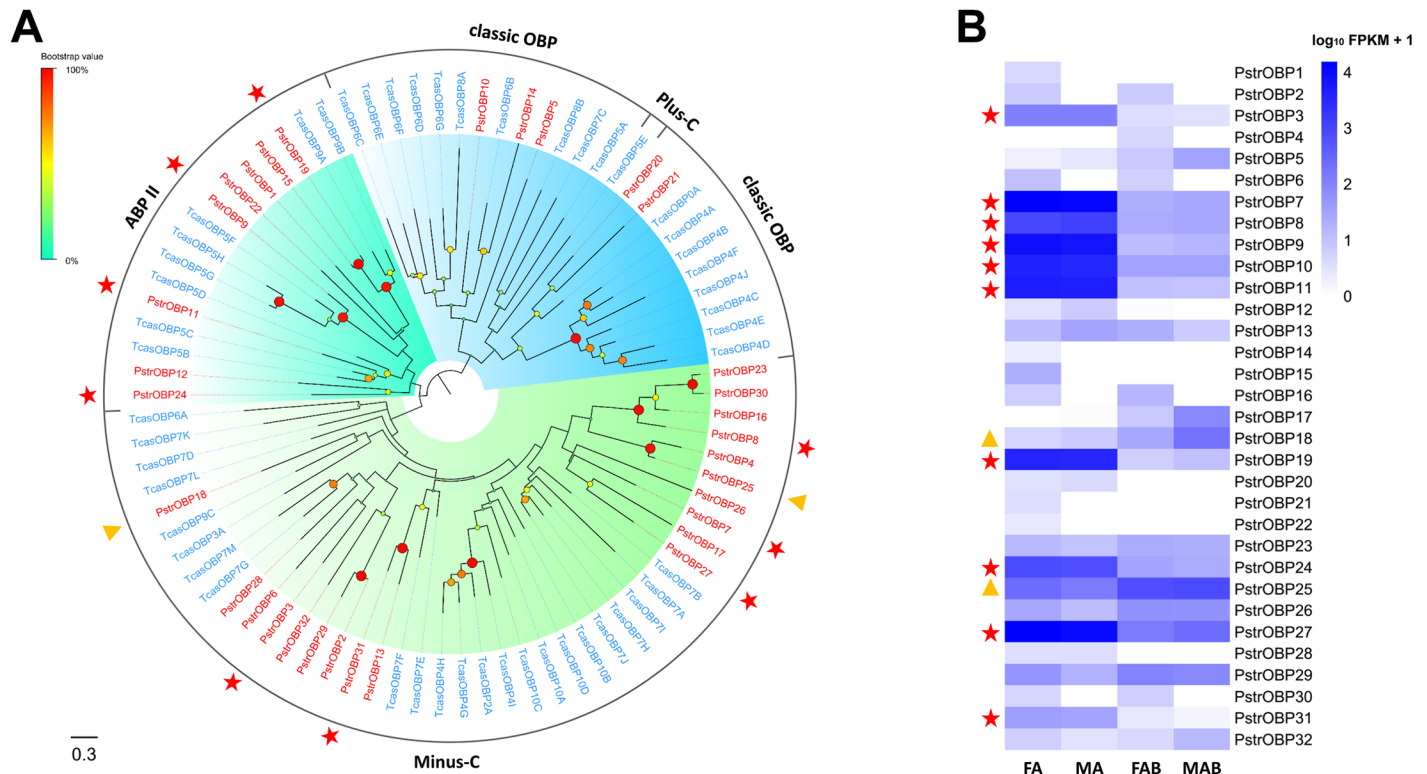 A
Bootstrap value
100%
0%
classic OBP
Plus-C
classic OBP
Minus-C
ABP II
TcasOBP6C
TcasOBP6E
TcasOBP6F
TcasOBP6D
TcasOBP6G
TcasOBP8A
PstrOBP10
TcasOBP6B
PstrOBP14
PstrOBP5
TcasOBP8B
TcasOBP7C
TcasOBP5A
TcasOBP5E
PstrOBP20
PstrOBP21
TcasOBP0A
TcasOBP4A
TcasOBP4B
TcasOBP4F
TcasOBP4J
TcasOBP4C
TcasOBP4E
TcasOBP4D
PstrOBP23
PstrOBP30
PstrOBP16
PstrOBP8
PstrOBP4
PstrOBP25
PstrOBP26
PstrOBP7
PstrOBP17
PstrOBP27
TcasOBP7B
TcasOBP7A
TcasOBP7I
TcasOBP7H
TcasOBP7J
TcasOBP10B
TcasOBP10D
TcasOBP10A
TcasOBP10C
TcasOBP4I
TcasOBP2A
TcasOBP4G
TcasOBP4H
TcasOBP7E
TcasOBP7F
PstrOBP13
PstrOBP31
PstrOBP2
PstrOBP29
PstrOBP32
PstrOBP3
PstrOBP6
PstrOBP28
TcasOBP7G
TcasOBP7M
TcasOBP3A
TcasOBP9C
PstrOBP18
TcasOBP7L
TcasOBP7D
TcasOBP7K
TcasOBP6A
PstrOBP24
PstrOBP12
TcasOBP5B
TcasOBP5C
PstrOBP11
TcasOBP5D
TcasOBP5G
TcasOBP5H
TcasOBP5F
PstrOBP9
PstrOBP22
PstrOBP1
PstrOBP15
PstrOBP19
TcasOBP9A
TcasOBP9B
0.3
B
log₁₀ FPKM + 1
4
3
2
1
0
PstrOBP1
PstrOBP2
PstrOBP3
PstrOBP4
PstrOBP5
PstrOBP6
PstrOBP7
PstrOBP8
PstrOBP9
PstrOBP10
PstrOBP11
PstrOBP12
PstrOBP13
PstrOBP14
PstrOBP15
PstrOBP16
PstrOBP17
PstrOBP18
PstrOBP19
PstrOBP20
PstrOBP21
PstrOBP22
PstrOBP23
PstrOBP24
PstrOBP25
PstrOBP26
PstrOBP27
PstrOBP28
PstrOBP29
PstrOBP30
PstrOBP31
PstrOBP32
FA MA FAB MAB